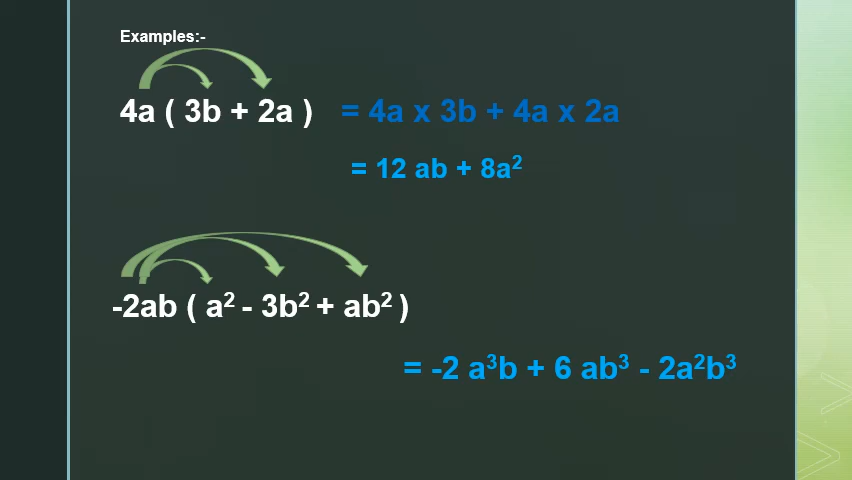 Examples:-
4a ( 3b + 2a ) = 4a x 3b + 4a x 2a
= 12 ab + 8a²
-2ab ( a² - 3b² + ab² )
= -2 a³b + 6 ab³ - 2a²b³